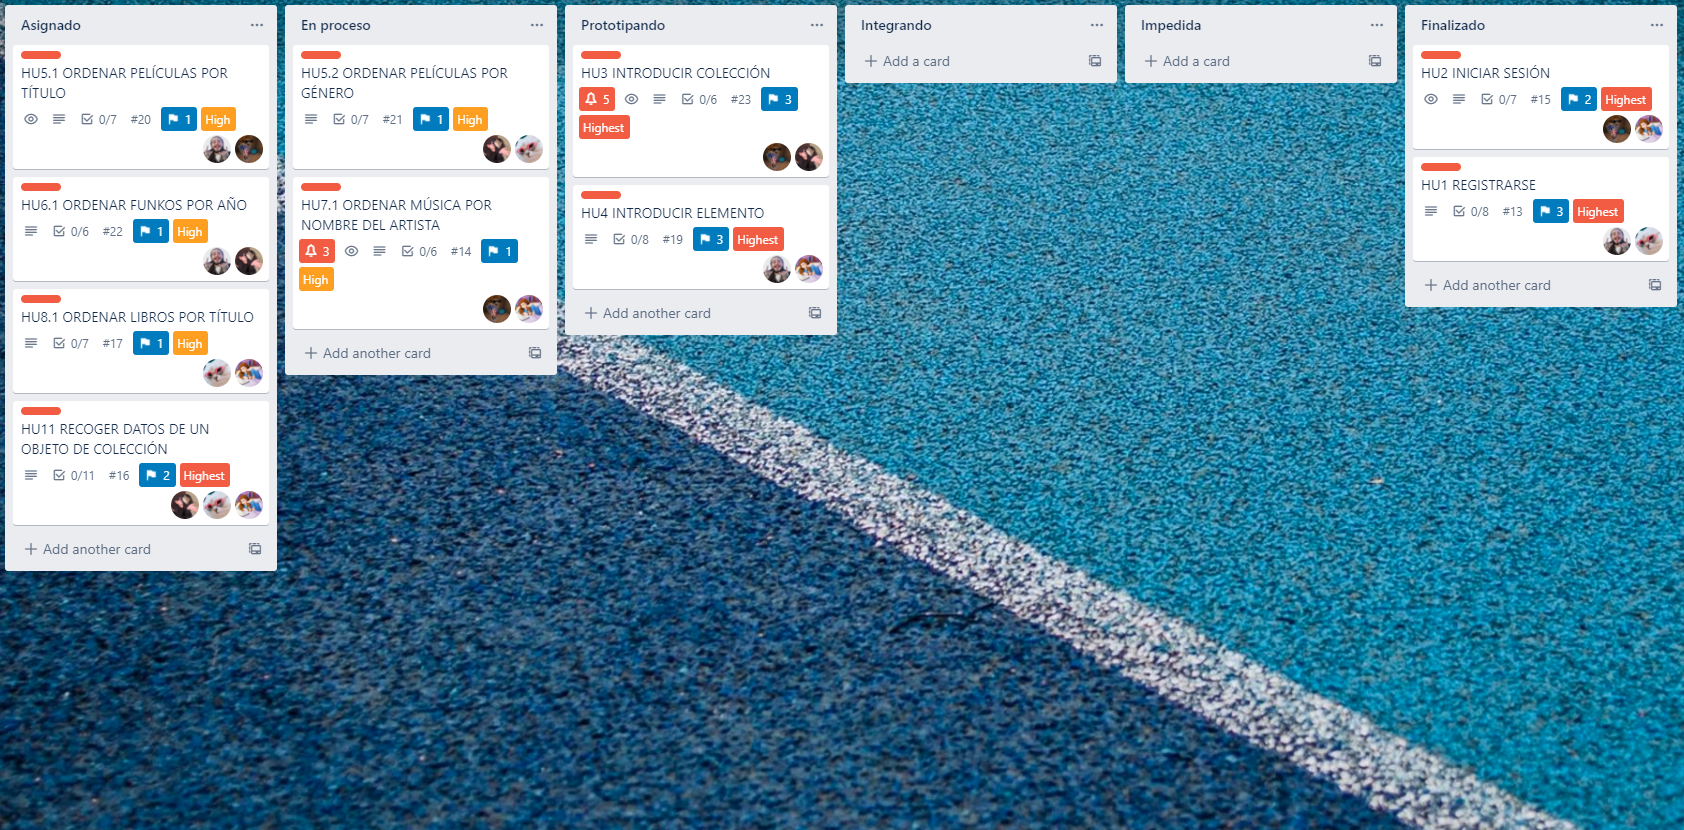 Asignado
HU5.1 ORDENAR PELÍCULAS POR
TÍTULO
0/7 #20 1 High
HU6.1 ORDENAR FUNKOS POR AÑO
0/6 #22 1 High
HU8.1 ORDENAR LIBROS POR TÍTULO
0/7 #17 1 High
HU11 RECOGER DATOS DE UN
OBJETO DE COLECCIÓN
0/11 #16 2 Highest
Add another card
En proceso
HU5.2 ORDENAR PELÍCULAS POR
GÉNERO
0/7 #21 1 High
HU7.1 ORDENAR MÚSICA POR
NOMBRE DEL ARTISTA
3 0/6 #14 1
High
Add another card
Prototipando
HU3 INTRODUCIR COLECCIÓN
5 0/6 #23 3
Highest
HU4 INTRODUCIR ELEMENTO
0/8 #19 3 Highest
Add another card
Integrando
Add a card
Impedida
Add a card
Finalizado
HU2 INICIAR SESIÓN
0/7 #15 2 Highest
HU1 REGISTRARSE
0/8 #13 3 Highest
Add another card